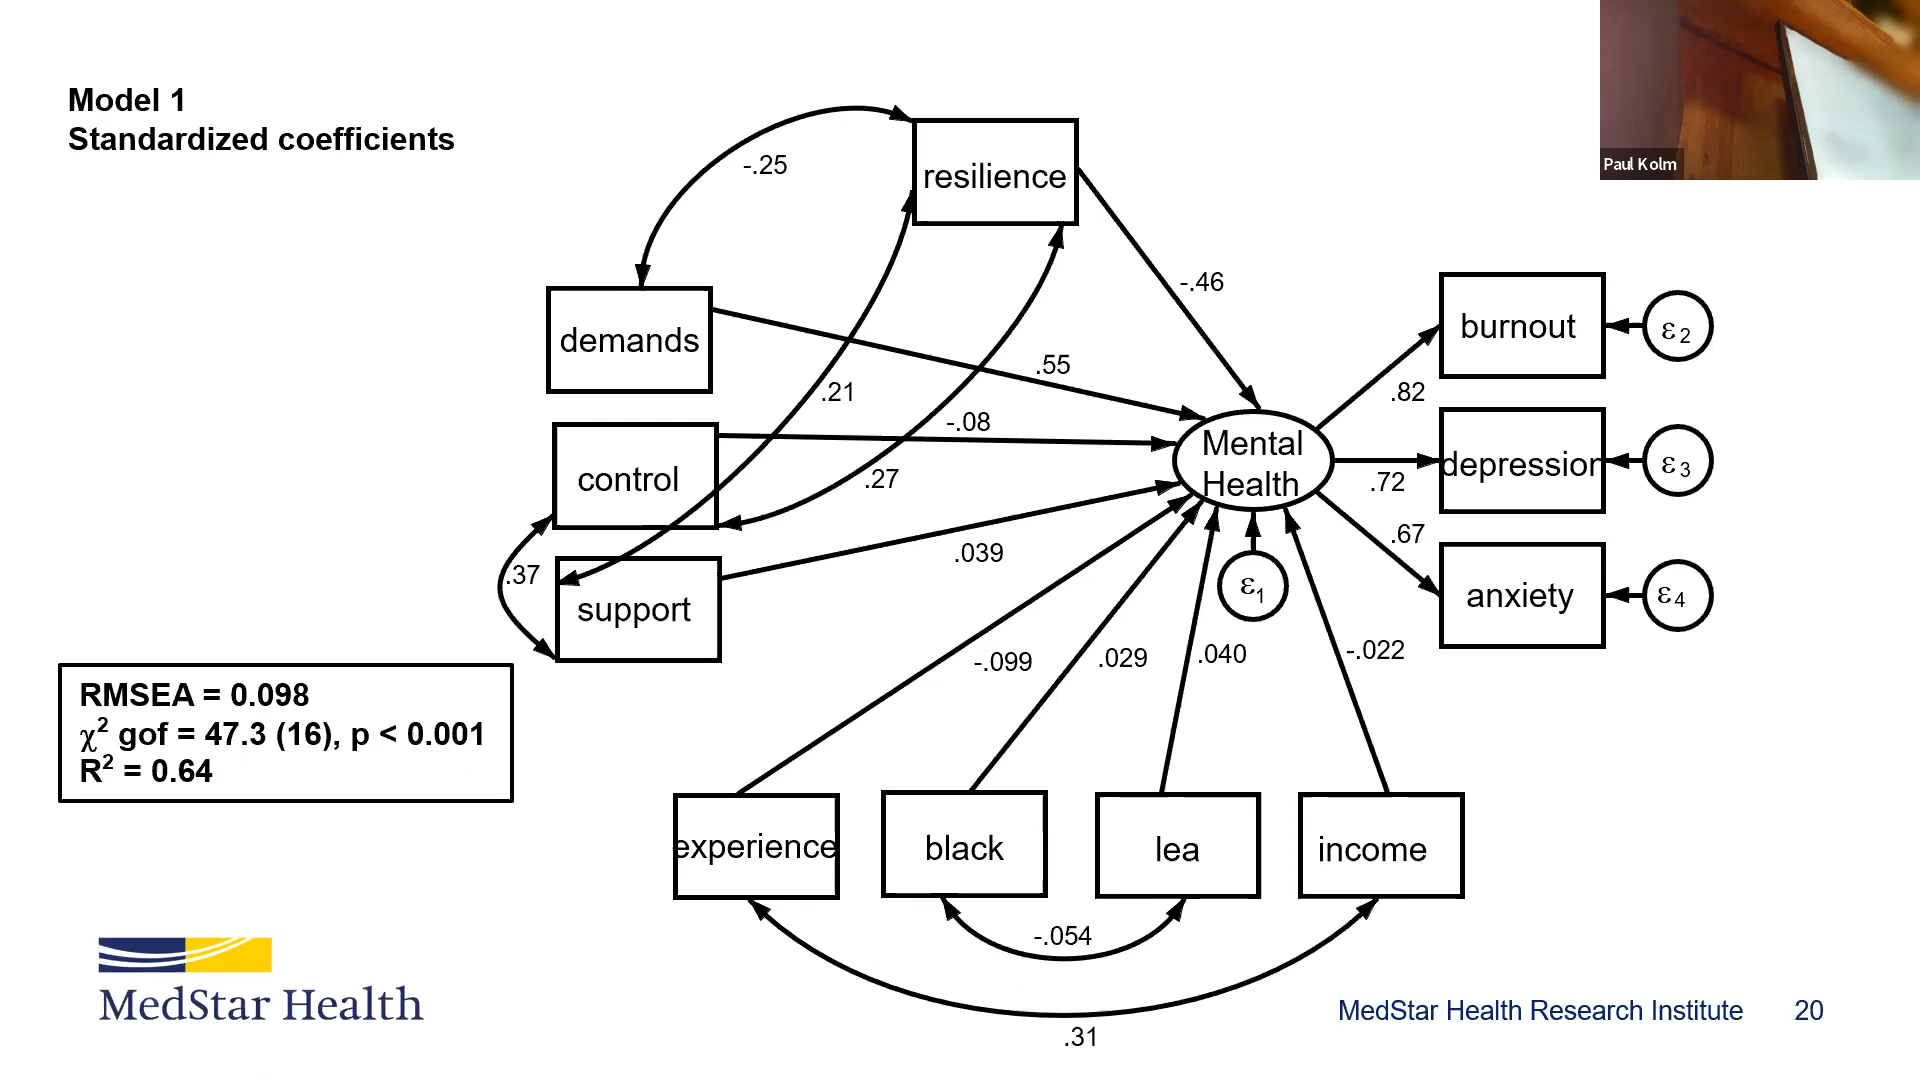 Model 1
Standardized coefficients
Paul Kolm
resilience
-.25
-.46
demands
burnout
ε2
.55
.82
.21
-.08
control
.27
Mental
Health
depression
ε3
.72
.37
support
.039
ε1
.67
anxiety
ε4
-.099
.029
.040
-.022
RMSEA = 0.098
χ² gof = 47.3 (16), p < 0.001
R² = 0.64
experience
black
lea
income
-.054
.31
MedStar Health
MedStar Health Research Institute 20